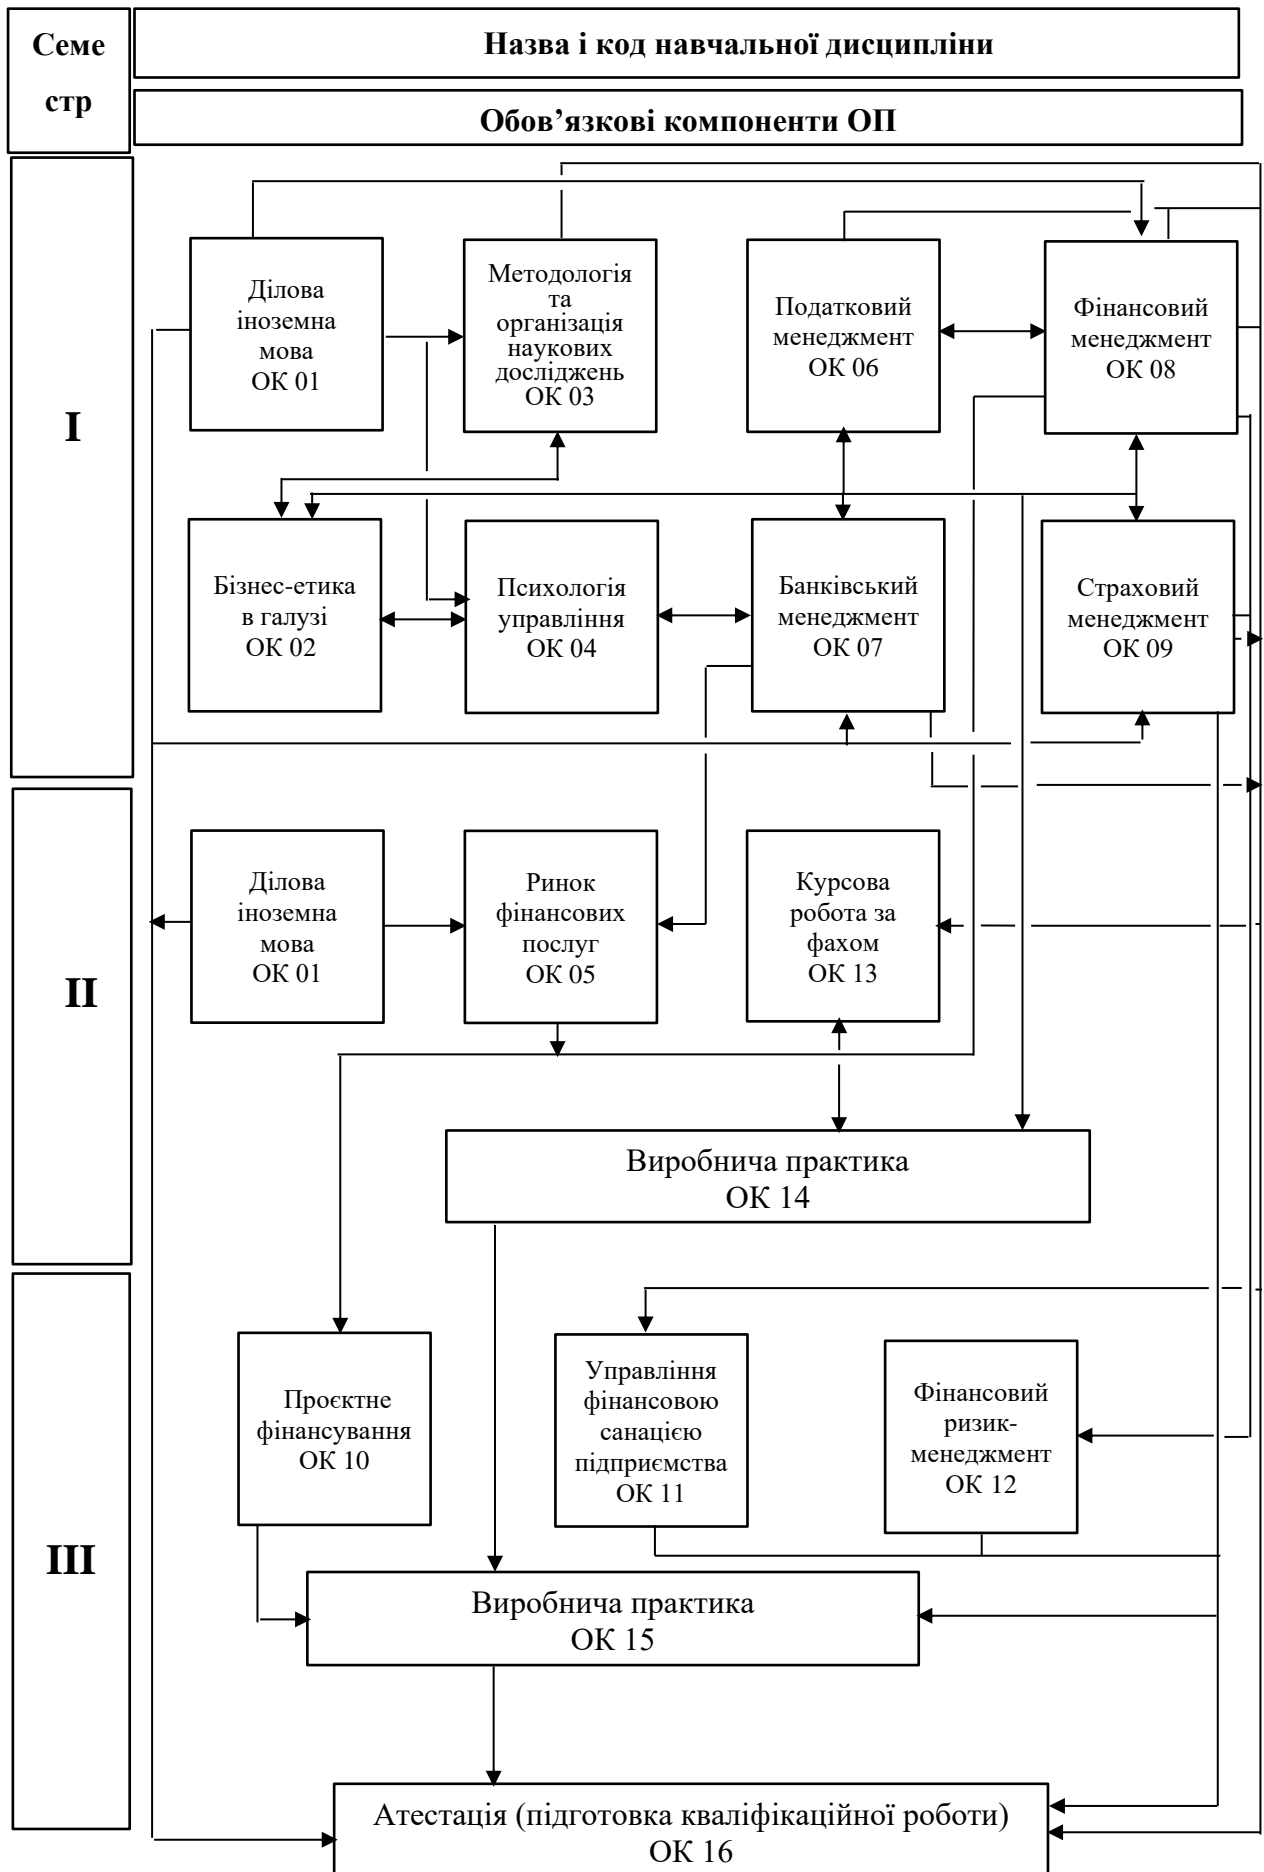 Семе
стр
Назва і код навчальної дисципліни
Обов’язкові компоненти ОП
I
Ділова
іноземна
мова
ОК 01
Методологія
та
організація
наукових
досліджень
ОК 03
Податковий
менеджмент
ОК 06
Фінансовий
менеджмент
ОК 08
Бізнес-етика
в галузі
ОК 02
Психологія
управління
ОК 04
Банківський
менеджмент
ОК 07
Страховий
менеджмент
ОК 09
II
Ділова
іноземна
мова
ОК 01
Ринок
фінансових
послуг
ОК 05
Курсова
робота за
фахом
ОК 13
Виробнича практика
ОК 14
III
Проєктне
фінансування
ОК 10
Управління
фінансовою
санацією
підприємства
ОК 11
Фінансовий
ризик-
менеджмент
ОК 12
Виробнича практика
ОК 15
Атестація (підготовка кваліфікаційної роботи)
ОК 16